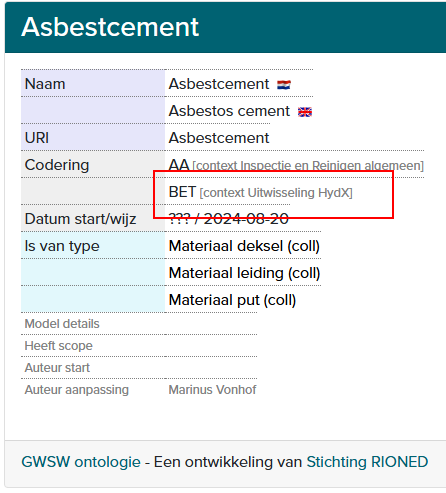 Asbestcement
Naam Asbestcement
Asbestos cement
URI Asbestcement
Codering AA [context Inspectie en Reinigen algemeen]
BET [context Uitwisseling HydX]
Datum start/wijz ??? / 2024-08-20
Is van type Materiaal deksel (coll)
Materiaal leiding (coll)
Materiaal put (coll)
Model details
Heeft scope
Auteur start
Auteur aanpassing Marinus Vonhof
GWSW ontologie - Een ontwikkeling van Stichting RIONED